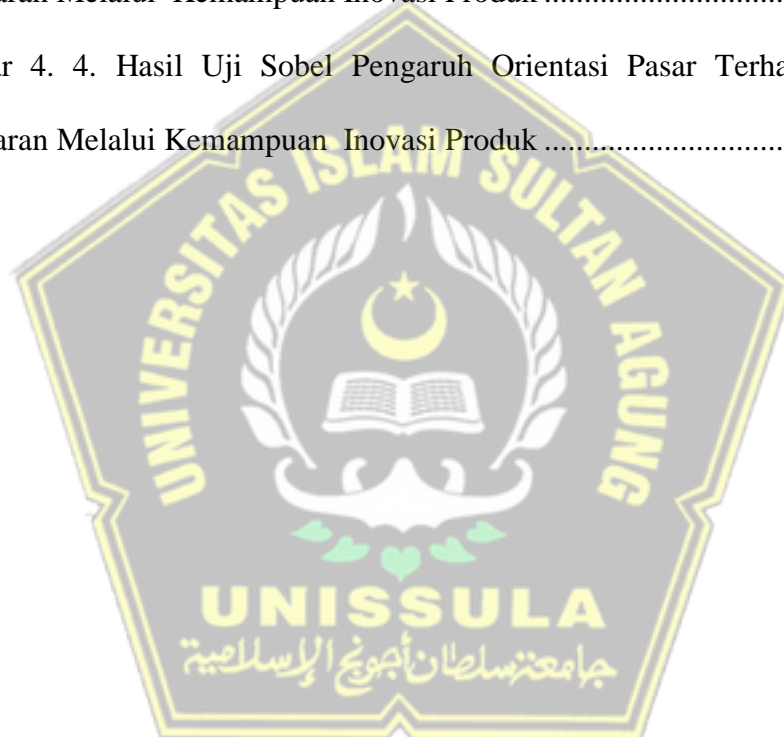 aran Melalui Kemampuan Inovasi Produk ............................
ar 4. 4. Hasil Uji Sobel Pengaruh Orientasi Pasar Terha
aran Melalui Kemampuan Inovasi Produk ............................
UNIVERSITAS ISLAM SULTAN AGUNG
UNISSULA
جامعة سلطان أجونج الإسلامية